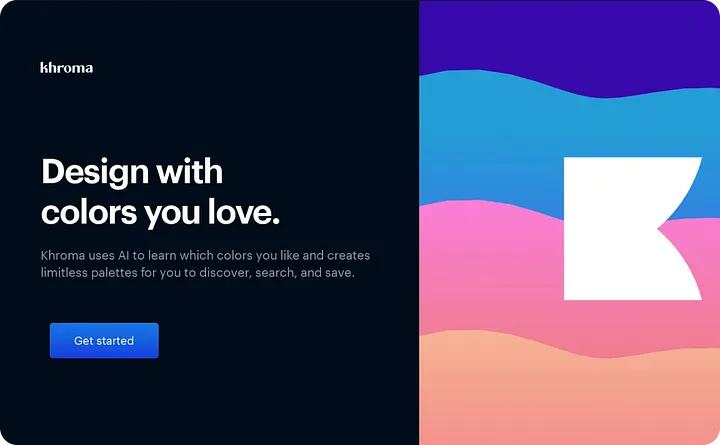 khroma
Design with
colors you love.
Khroma uses AI to learn which colors you like and creates
limitless palettes for you to discover, search, and save.
Get started